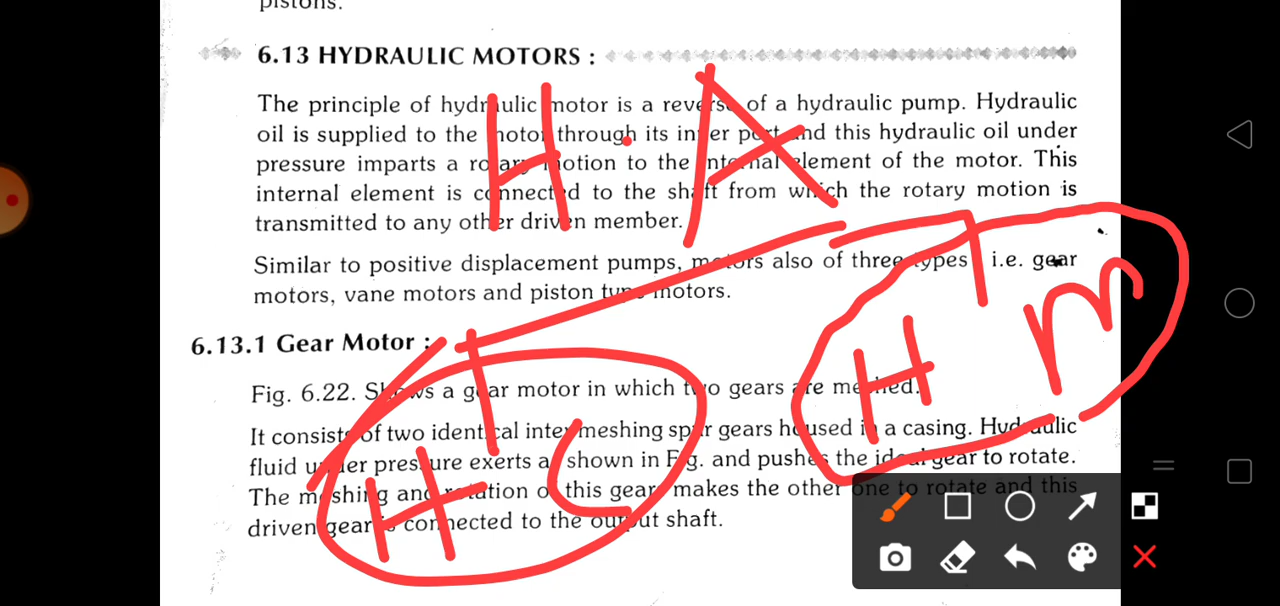 pistons.
6.13 HYDRAULIC MOTORS :
The principle of hydraulic motor is a reverse of a hydraulic pump. Hydraulic
oil is supplied to the motor through its inner port and this hydraulic oil under
pressure imparts a rotary motion to the internal element of the motor. This
internal element is connected to the shaft from which the rotary motion is
transmitted to any other driven member.
H.A
Similar to positive displacement pumps, motors also of three types, i.e. gear
motors, vane motors and piston type motors.
6.13.1 Gear Motor :
H M
Fig. 6.22. Shows a gear motor in which two gears are meshed.
It consists of two identical intermeshing spur gears housed in a casing. Hydraulic
fluid under pressure exerts a shown in Fig. and pushes the ideal gear to rotate.
H C
The meshing and rotation of this gear makes the other one to rotate and this
driven gear is connected to the output shaft.